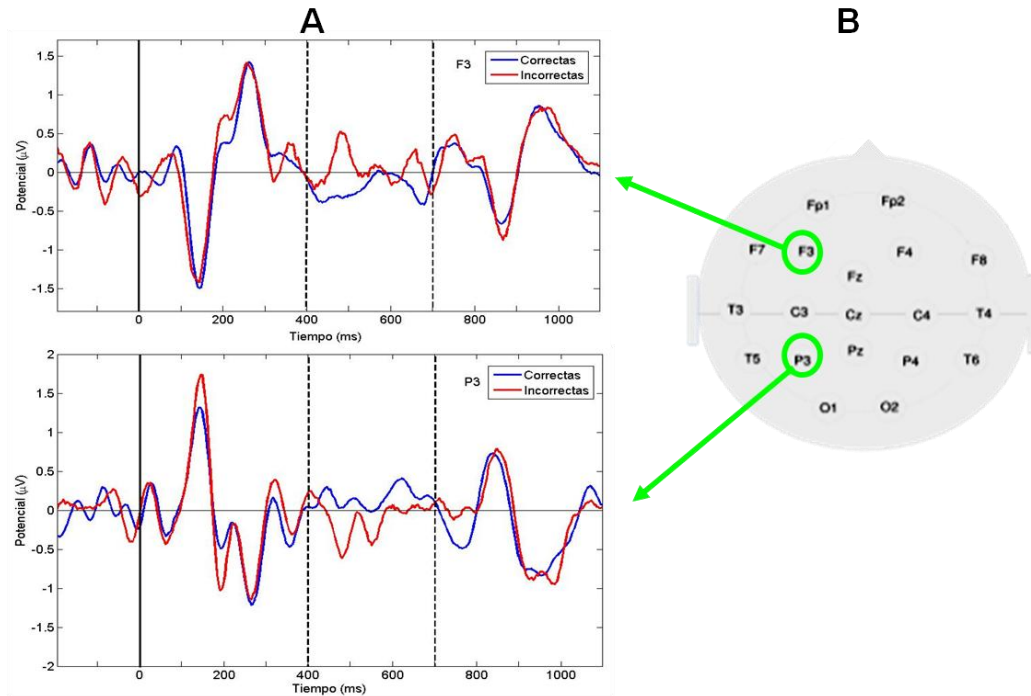 A
B
1.5
1
0.5
0
-0.5
-1
-1.5
Potencial (μV)
F3
Correctas
Incorrectas
0 200 400 600 800 1000
Tiempo (ms)
1.5
1
0.5
0
-0.5
-1
-1.5
-2
Potencial (μV)
P3
Correctas
Incorrectas
0 200 400 600 800 1000
Tiempo (ms)
Fp1 Fp2
F7 F3 F4 F8
Fz
T3 C3 Cz C4 T4
T5 P3 Pz P4 T6
O1 O2